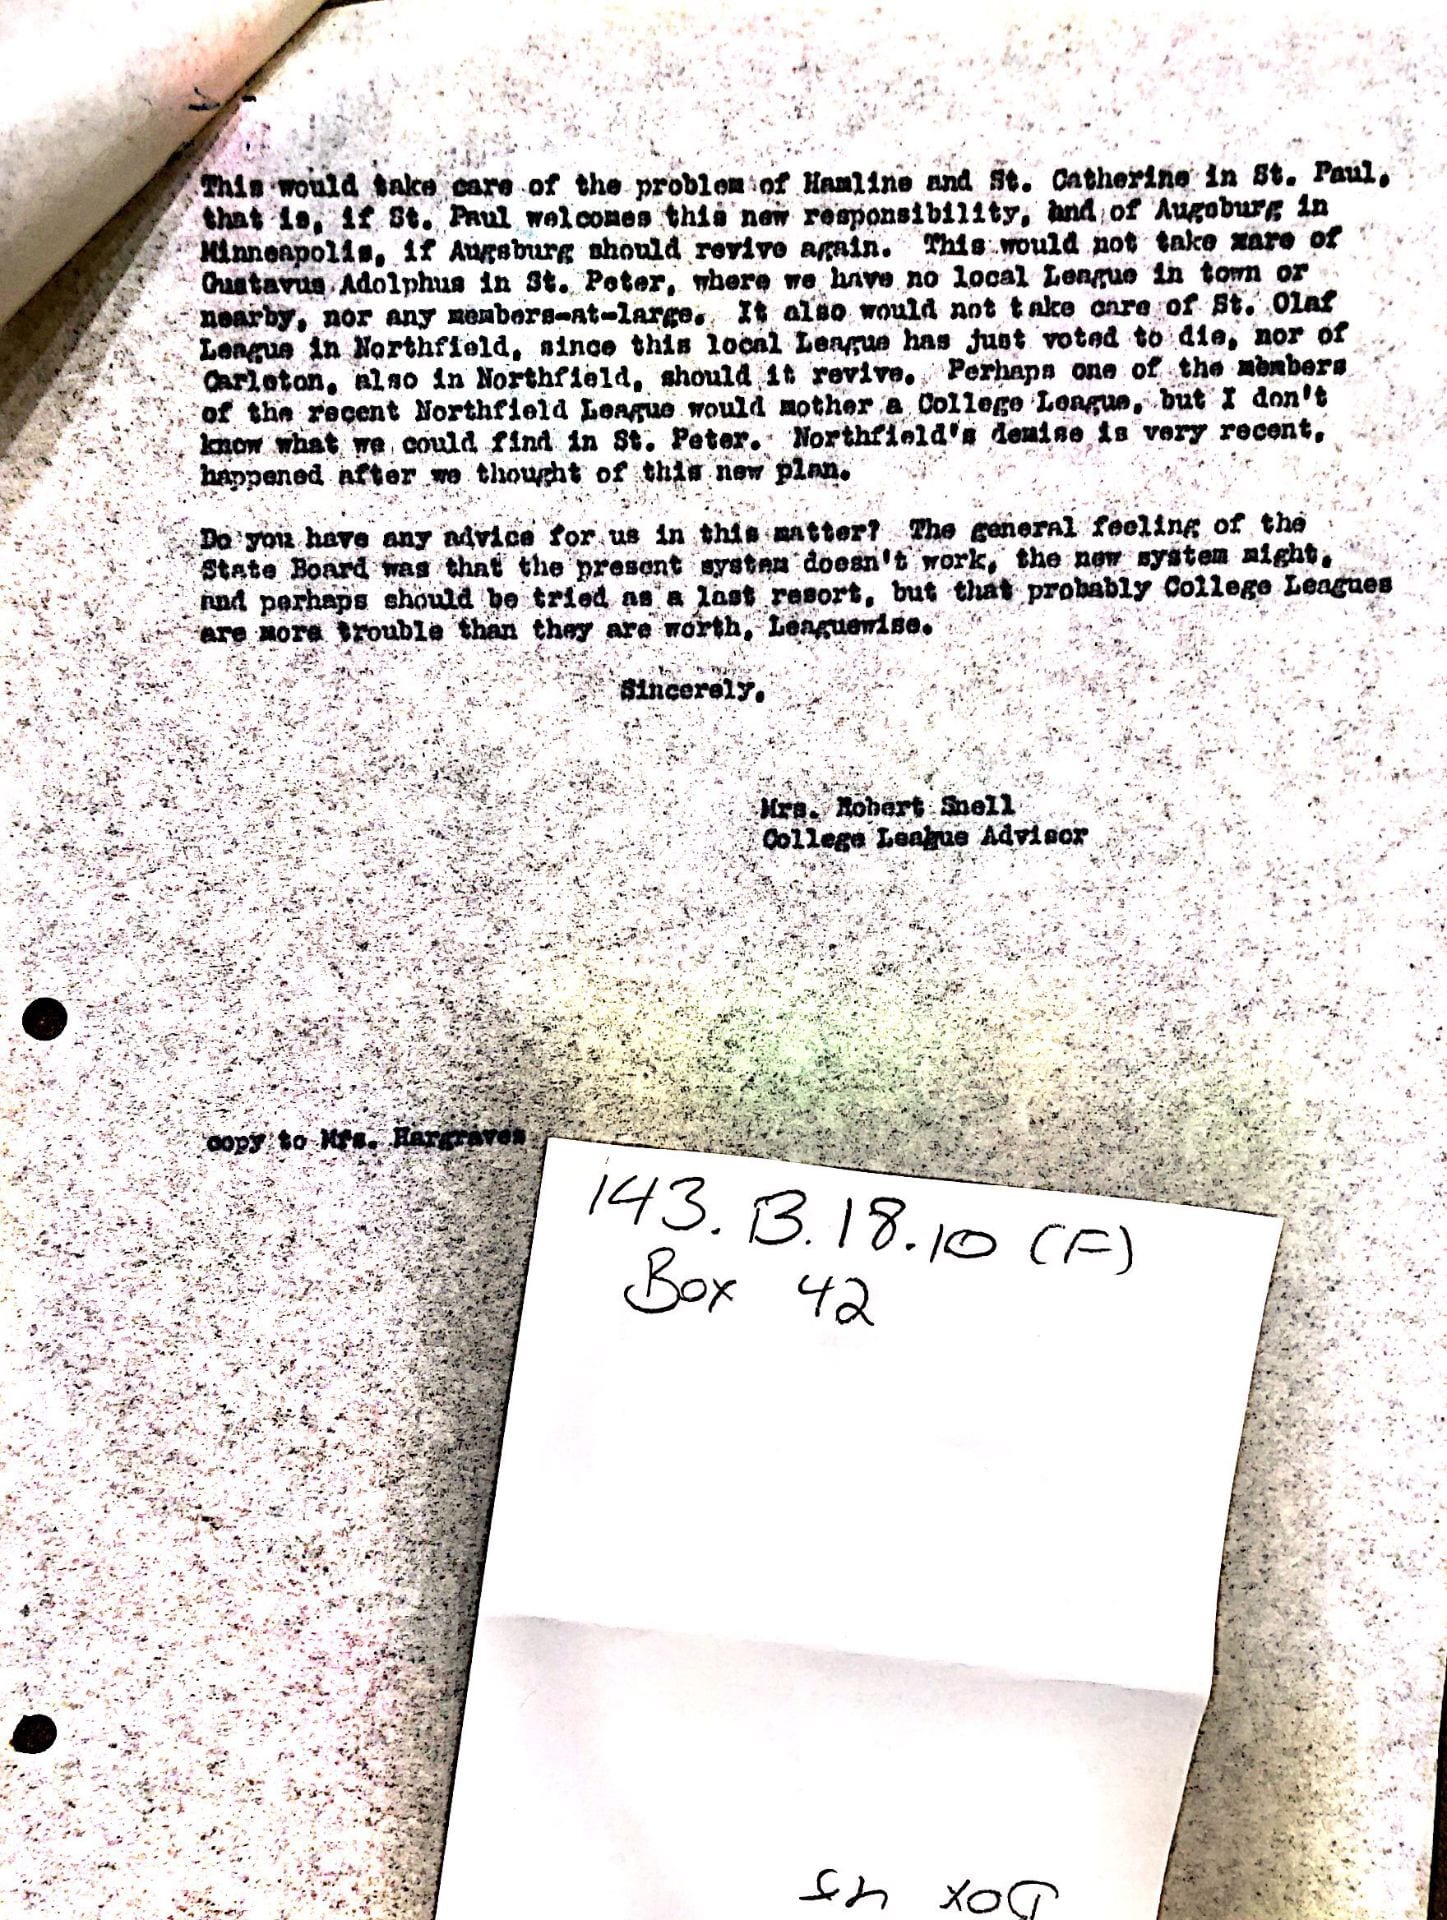 This would take care of the problem of Hamline and St. Catherine in St. Paul,
that is, if St. Paul welcomes this new responsibility, and of Augsburg in
Minneapolis, if Augsburg should revive again. This would not take xare of
Gustavus Adolphus in St. Peter, where we have no local League in town or
nearby, nor any members-at-large. It also would not take care of St. Olaf
League in Northfield, since this local League has just voted to die, nor of
Carleton, also in Northfield, should it revive. Perhaps one of the members
of the recent Northfield League would mother a College League, but I don't
know what we could find in St. Peter. Northfield's demise is very recent,
happened after we thought of this new plan.
Do you have any advice for us in this matter? The general feeling of the
State Board was that the present system doesn't work, the new system might,
and perhaps should be tried as a last resort, but that probably College Leagues
are more trouble than they are worth, Leaguewise.
Sincerely,
Mrs. Robert Snell
College League Advisor
copy to Mrs. Hargraves
143.B.18.10 (F)
Box 42
Box 45